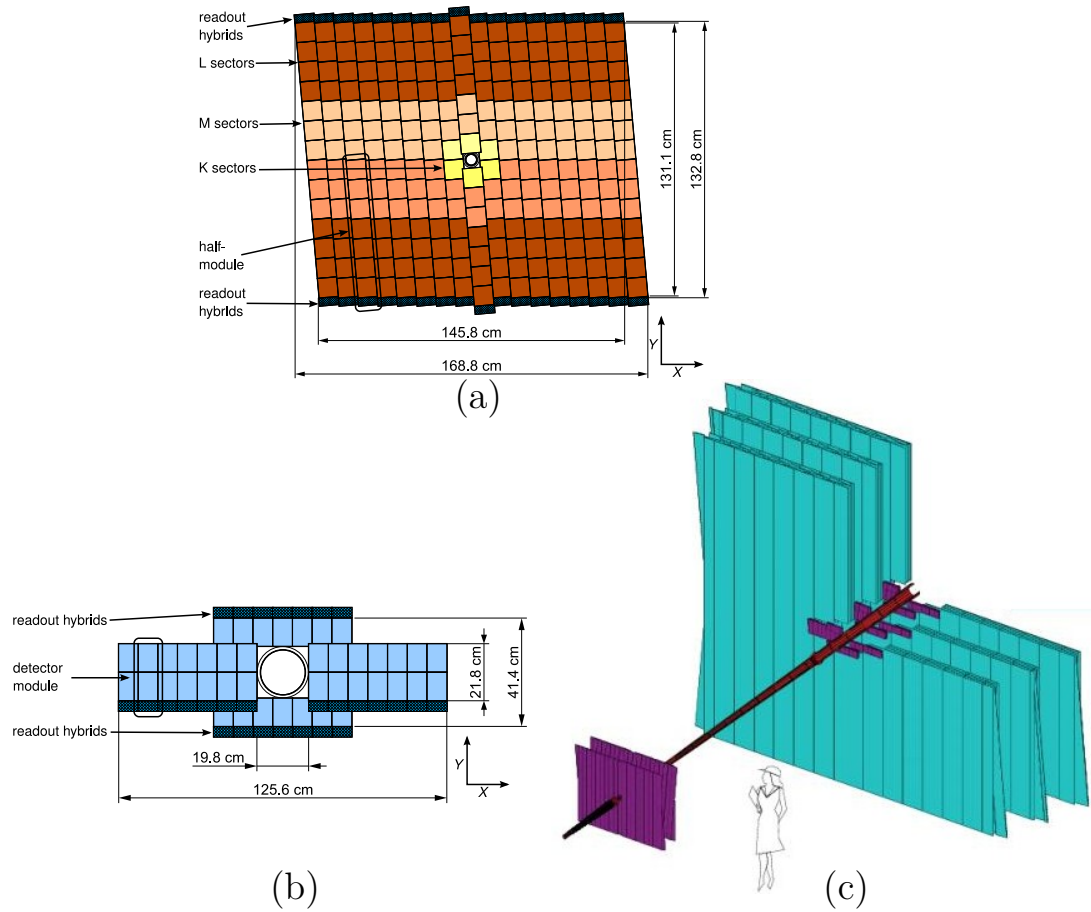 readout
hybrids
L sectors
M sectors
K sectors
half-
module
readout
hybrids
131.1 cm
132.8 cm
145.8 cm
168.8 cm
Y
X
(a)
readout hybrids
detector
module
readout hybrids
21.8 cm
41.4 cm
19.8 cm
125.6 cm
Y
X
(b)
(c)